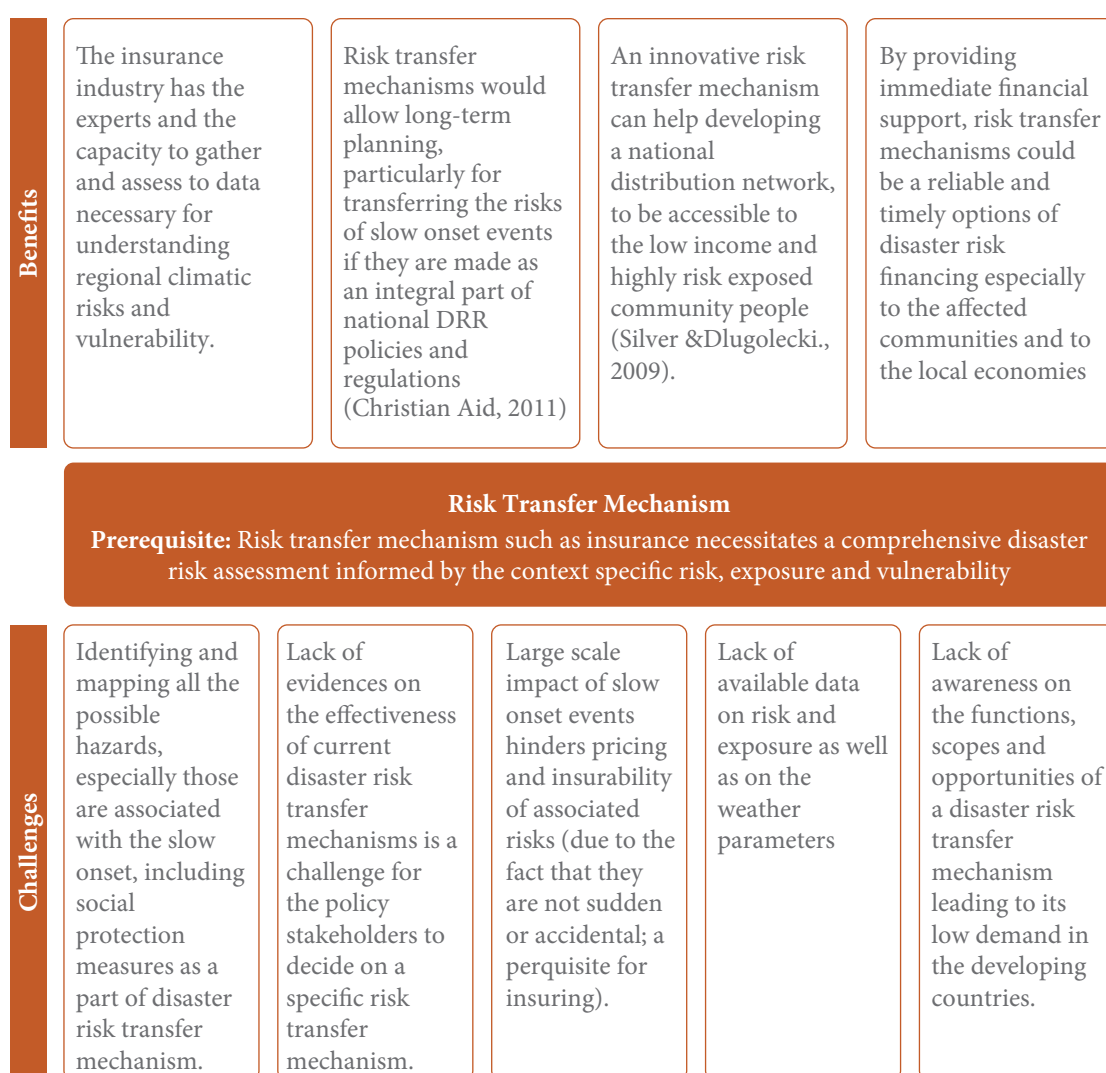 Benefits
The insurance
industry has the
experts and the
capacity to gather
and assess to data
necessary for
understanding
regional climatic
risks and
vulnerability.
Risk transfer
mechanisms would
allow long-term
planning,
particularly for
transferring the risks
of slow onset events
if they are made as
an integral part of
national DRR
policies and
regulations
(Christian Aid, 2011)
An innovative risk
transfer mechanism
can help developing
a national
distribution network,
to be accessible to
the low income and
highly risk exposed
community people
(Silver &Dlugolecki.,
2009).
By providing
immediate financial
support, risk transfer
mechanisms could
be a reliable and
timely options of
disaster risk
financing especially
to the affected
communities and to
the local economies
Risk Transfer Mechanism
Prerequisite: Risk transfer mechanism such as insurance necessitates a comprehensive disaster
risk assessment informed by the context specific risk, exposure and vulnerability
Challenges
Identifying and
mapping all the
possible
hazards,
especially those
are associated
with the slow
onset, including
social
protection
measures as a
part of disaster
risk transfer
mechanism.
Lack of
evidences on
the effectiveness
of current
disaster risk
transfer
mechanisms is a
challenge for
the policy
stakeholders to
decide on a
specific risk
transfer
mechanism.
Large scale
impact of slow
onset events
hinders pricing
and insurability
of associated
risks (due to the
fact that they
are not sudden
or accidental; a
perquisite for
insuring).
Lack of
available data
on risk and
exposure as well
as on the
weather
parameters
Lack of
awareness on
the functions,
scopes and
opportunities of
a disaster risk
transfer
mechanism
leading to its
low demand in
the developing
countries.